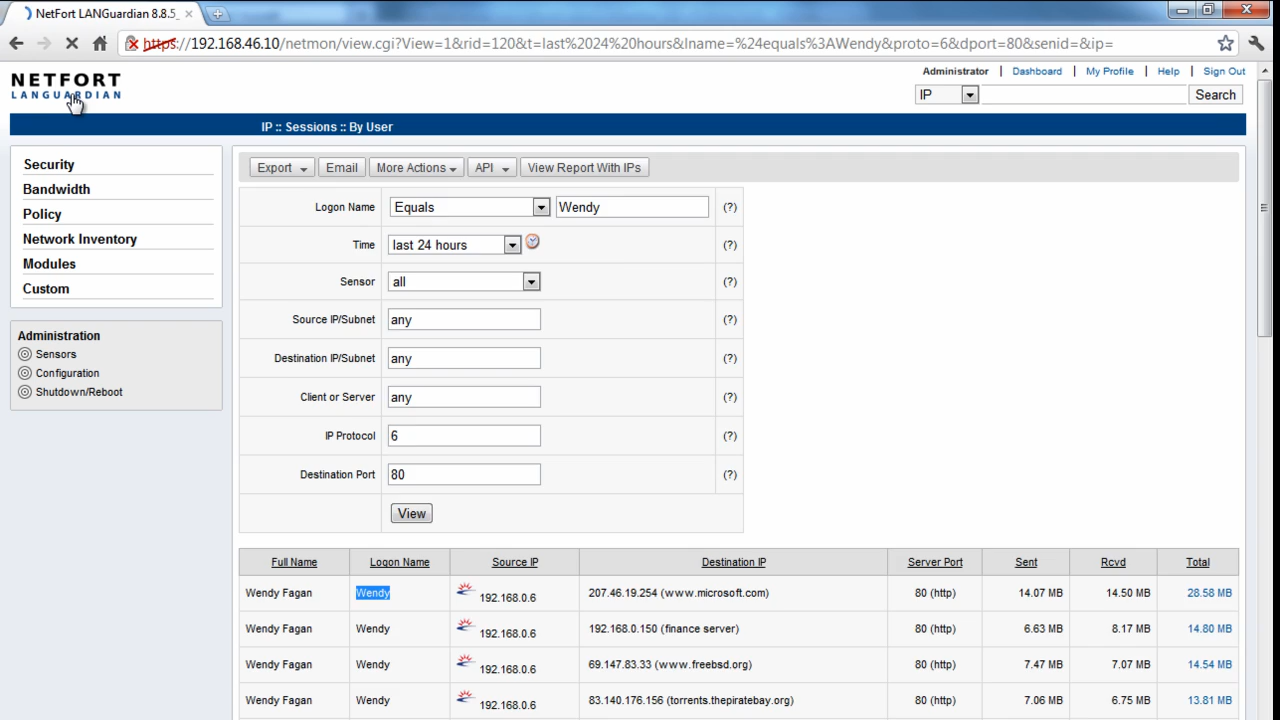 NetFort LANGuardian 8.8.5_
https://192.168.46.10/netmon/view.cgi?View=1&rid=120&t=last%2024%20hours&lname=%24equals%3AWendy&proto=6&dport=80&senid=&ip=
NETFORT
LANGUARDIAN
Administrator | Dashboard | My Profile | Help | Sign Out
IP Search
IP :: Sessions :: By User
Security
Bandwidth
Policy
Network Inventory
Modules
Custom
Administration
Sensors
Configuration
Shutdown/Reboot
Export Email More Actions API View Report With IPs
Logon Name Equals Wendy (?)
Time last 24 hours (?)
Sensor all (?)
Source IP/Subnet any (?)
Destination IP/Subnet any (?)
Client or Server any (?)
IP Protocol 6 (?)
Destination Port 80 (?)
View
Full Name Logon Name Source IP Destination IP Server Port Sent Rcvd Total
Wendy Fagan Wendy 192.168.0.6 207.46.19.254 (www.microsoft.com) 80 (http) 14.07 MB 14.50 MB 28.58 MB
Wendy Fagan Wendy 192.168.0.6 192.168.0.150 (finance server) 80 (http) 6.63 MB 8.17 MB 14.80 MB
Wendy Fagan Wendy 192.168.0.6 69.147.83.33 (www.freebsd.org) 80 (http) 7.47 MB 7.07 MB 14.54 MB
Wendy Fagan Wendy 192.168.0.6 83.140.176.156 (torrents.thepiratebay.org) 80 (http) 7.06 MB 6.75 MB 13.81 MB